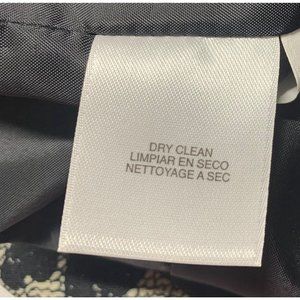 DRY CLEAN
LIMPIAR EN SECO
NETTOYAGE A SEC